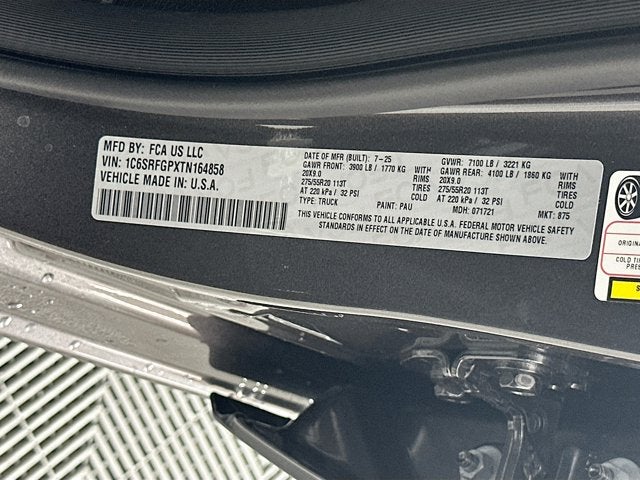 MFD BY: FCA US LLC
VIN: 1C6SRFGPXTN164858
VEHICLE MADE IN: U.S.A.
DATE OF MFR (BUILT): 7-25 GVWR: 7100 LB / 3221 KG
GAWR FRONT: 3900 LB / 1770 KG WITH GAWR REAR: 4100 LB / 1860 KG WITH
20X9.0 RIMS 20X9.0 RIMS
275/55R20 113T TIRES 275/55R20 113T TIRES
AT 220 kPa / 32 PSI COLD AT 220 kPa / 32 PSI COLD
TYPE: TRUCK PAINT: PAU MDH: 071721 MKT: 875
THIS VEHICLE CONFORMS TO ALL APPLICABLE U.S.A. FEDERAL MOTOR VEHICLE SAFETY
STANDARDS IN EFFECT ON THE DATE OF MANUFACTURE SHOWN ABOVE.
ORIGINA
COLD TI
PRES
S